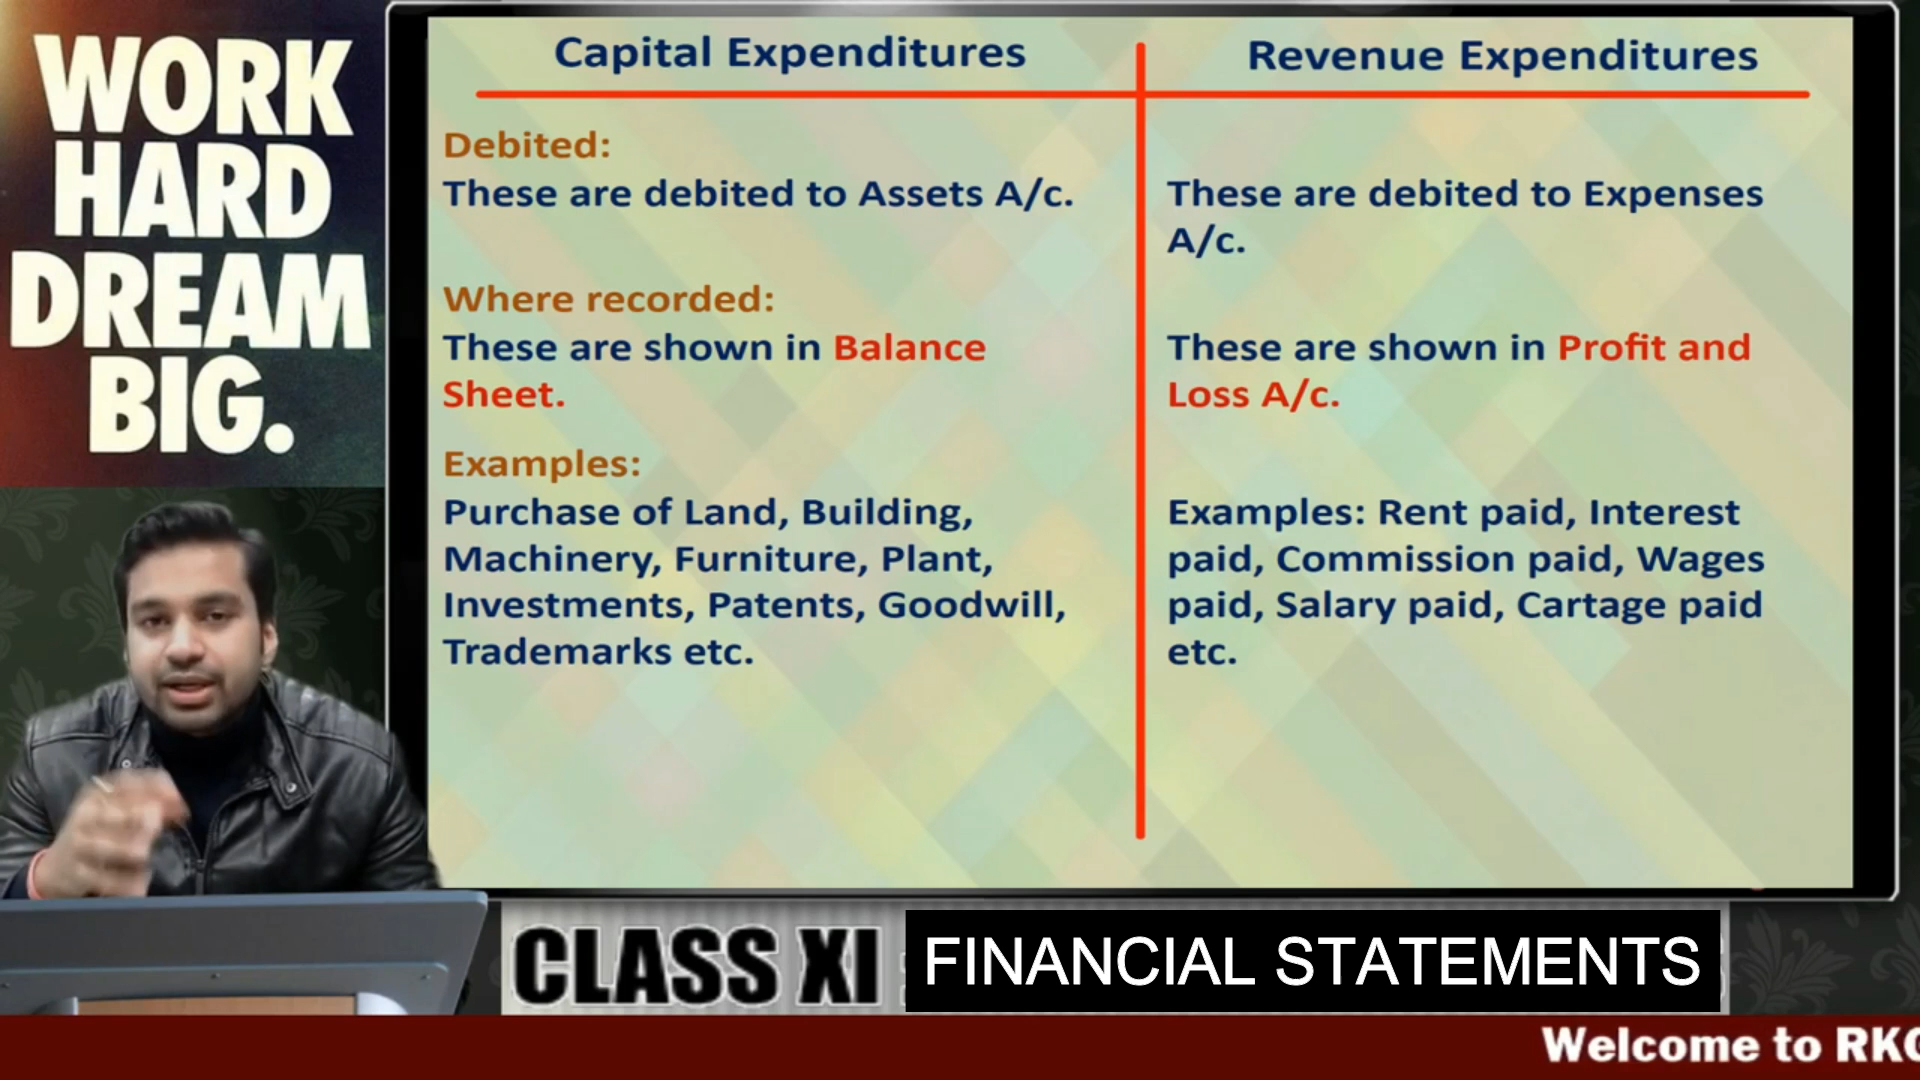 WORK
HARD
DREAM
BIG.
Capital Expenditures
Revenue Expenditures
Debited:
These are debited to Assets A/c.
These are debited to Expenses
A/c.
Where recorded:
These are shown in Balance
Sheet.
These are shown in Profit and
Loss A/c.
Examples:
Purchase of Land, Building,
Machinery, Furniture, Plant,
Investments, Patents, Goodwill,
Trademarks etc.
Examples: Rent paid, Interest
paid, Commission paid, Wages
paid, Salary paid, Cartage paid
etc.
CLASS XI
FINANCIAL STATEMENTS
Welcome to